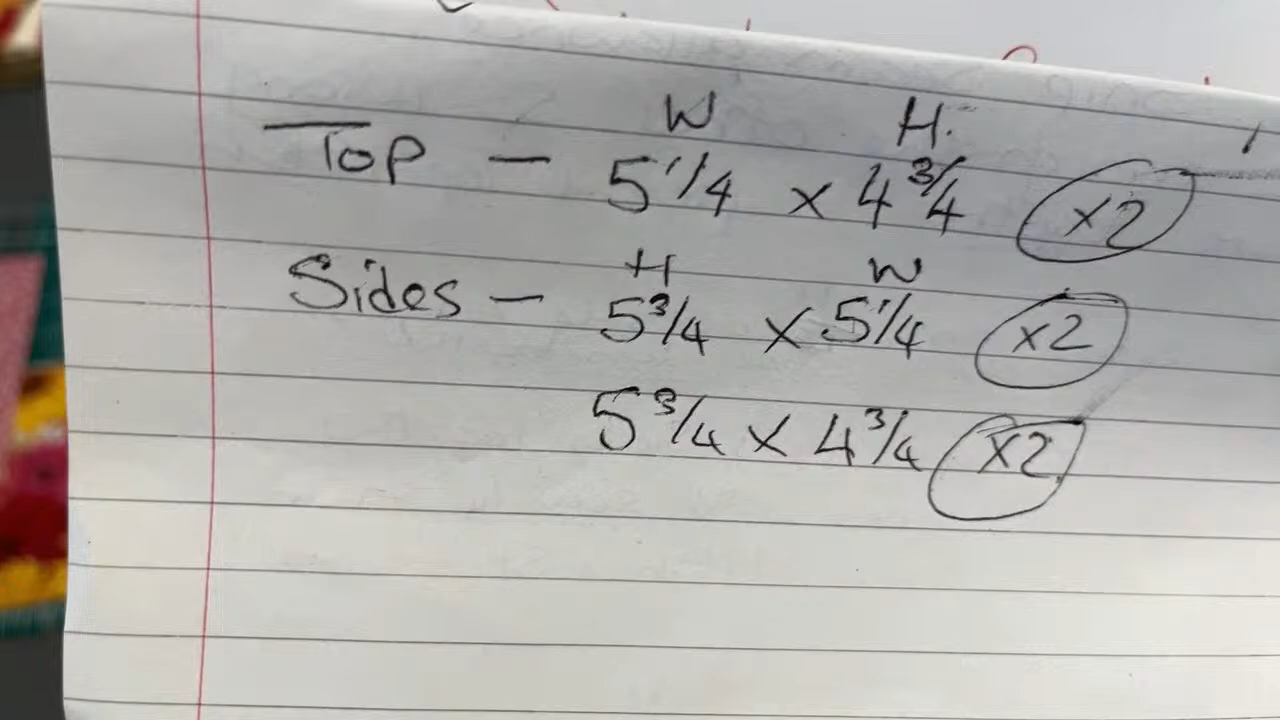 W H.
Top - 5 1/4 x 4 3/4 x2
H W
Sides - 5 3/4 x 5 1/4 x2
5 3/4 x 4 3/4 x2